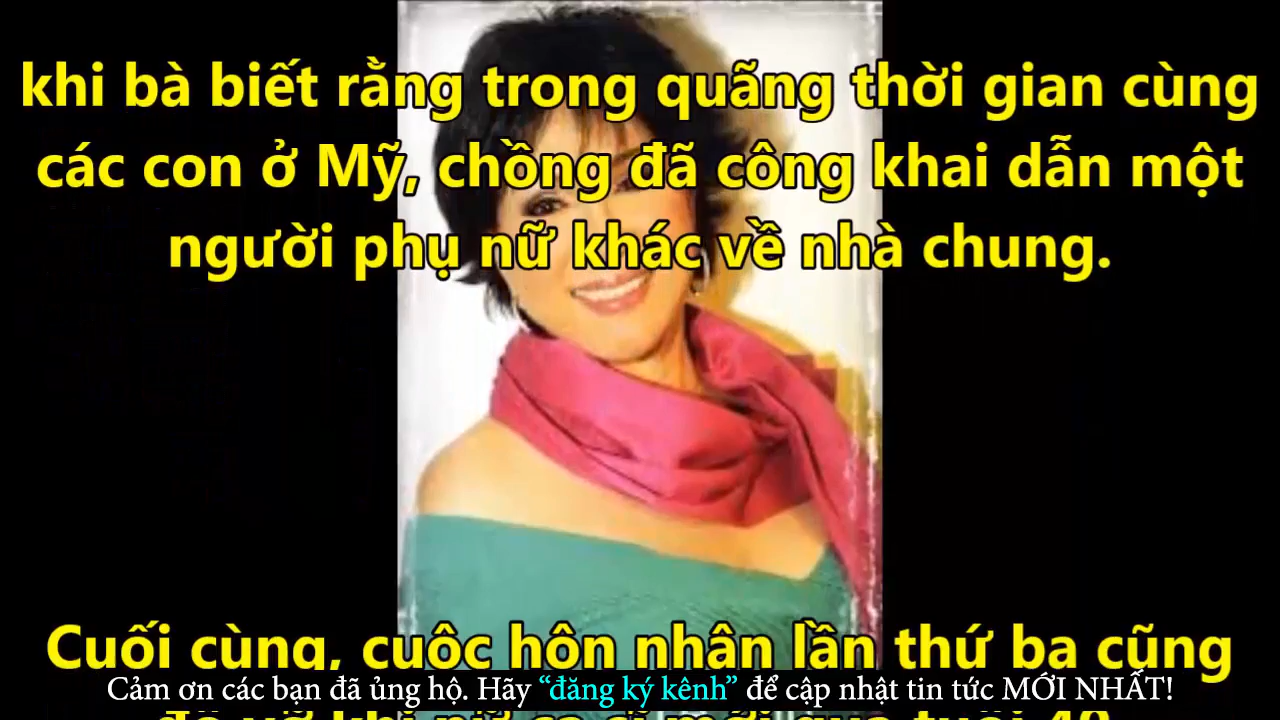 khi bà biết rằng trong quãng thời gian cùng
các con ở Mỹ, chồng đã công khai dẫn một
người phụ nữ khác về nhà chung.
Cuối cùng, cuộc hôn nhân lần thứ ba cũng
Cảm ơn các bạn đã ủng hộ. Hãy “đăng ký kênh” để cập nhật tin tức MỚI NHẤT!